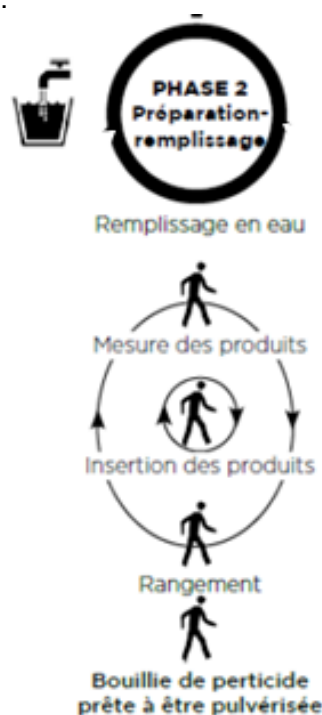 PHASE 2
Préparation-
remplissage
Remplissage en eau
Mesure des produits
Insertion des produits
Rangement
Bouillie de perticide
prête à être pulvérisée